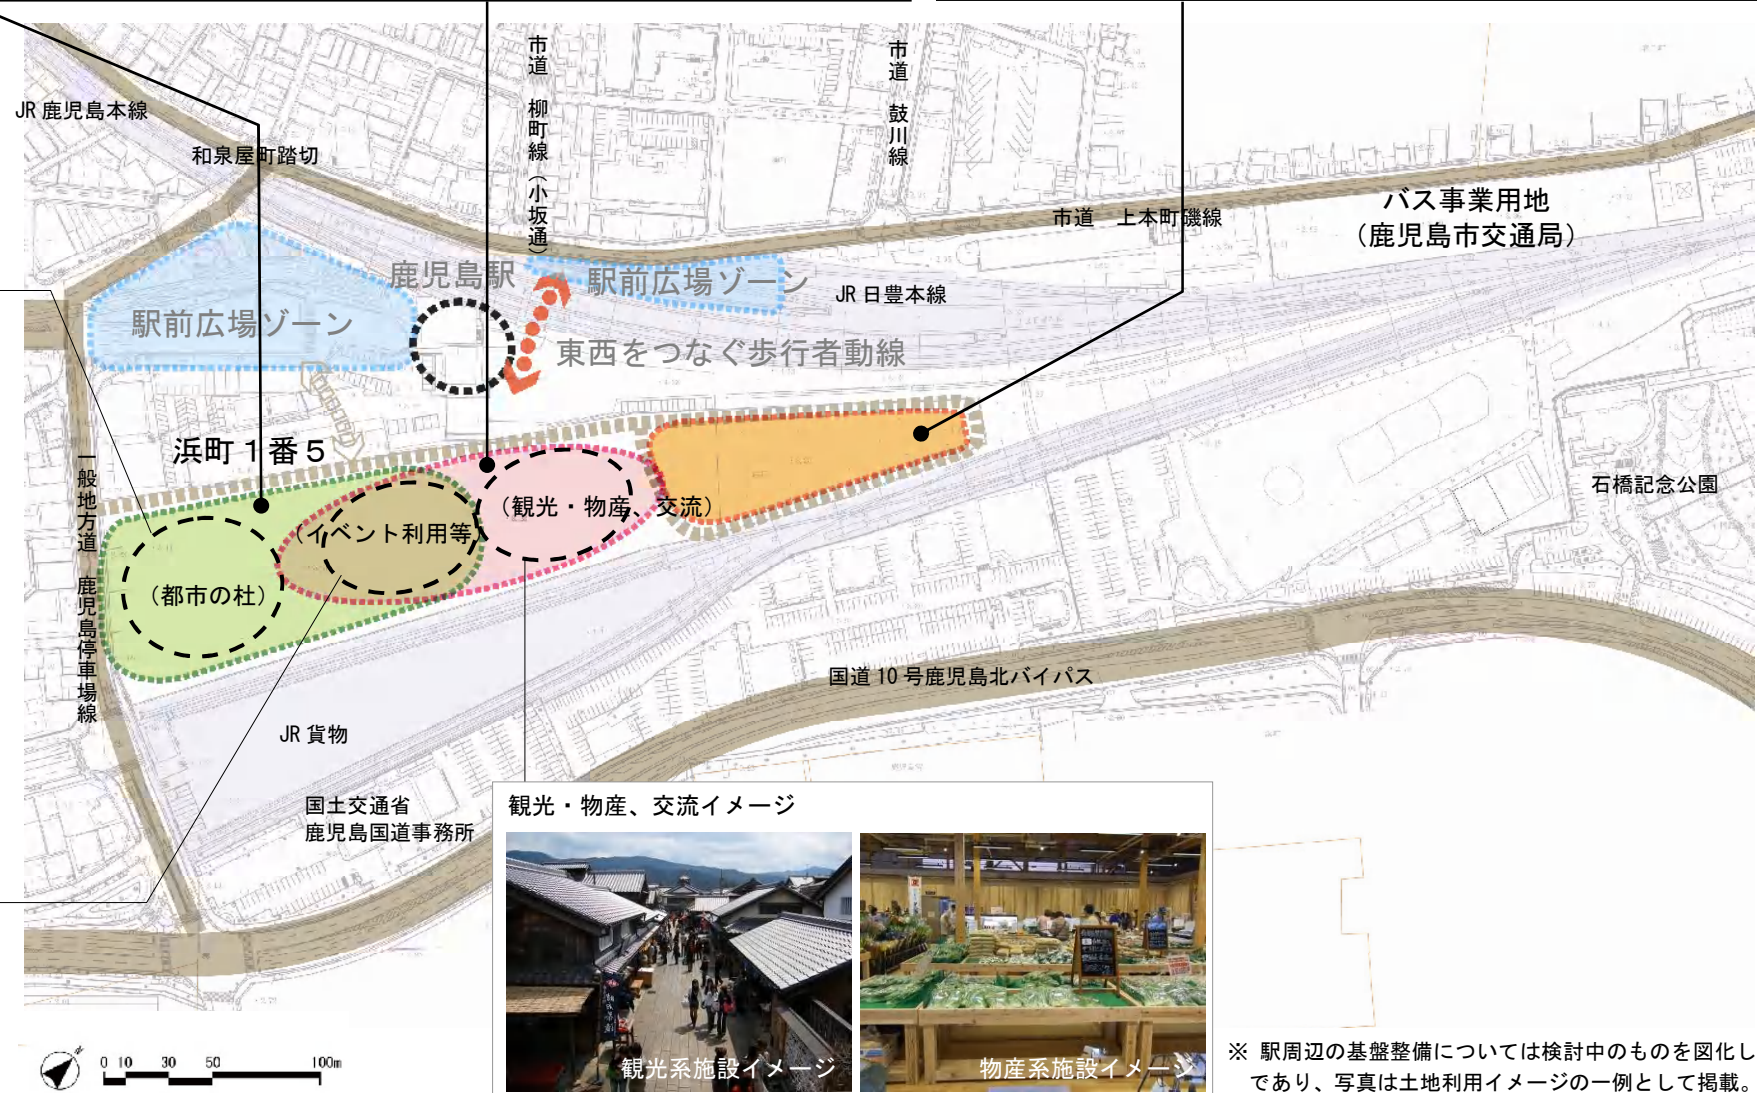 市道 柳町線（小坂通）
市道 鼓川線
JR 鹿児島本線
和泉屋町踏切
バス事業用地
（鹿児島市交通局）
市道 上本町磯線
鹿児島駅
駅前広場ゾーン
JR 日豊本線
駅前広場ゾーン
東西をつなぐ歩行者動線
浜町１番５
一般地方道 鹿児島停車場線
石橋記念公園
（観光・物産、交流）
（イベント利用等）
（都市の杜）
国道 10 号鹿児島北バイパス
JR 貨物
国土交通省
鹿児島国道事務所
観光・物産、交流イメージ
観光系施設イメージ
物産系施設イメージ
0 10 30 50 100m
※ 駅周辺の基盤整備については検討中のものを図化し
であり、写真は土地利用イメージの一例として掲載。